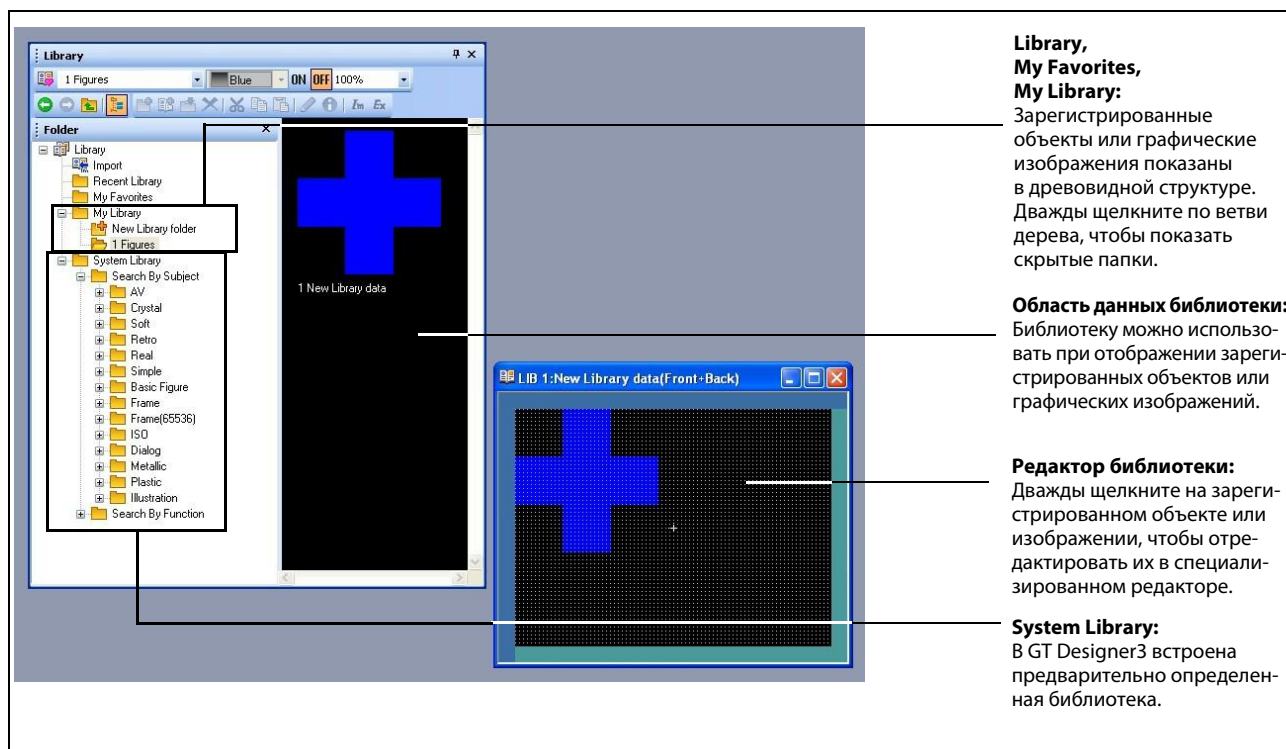 Library
1 Figures
Blue
ON OFF 100%
Im Ex
Folder
Library
Import
Recent Library
My Favorites
My Library
New Library folder
1 Figures
System Library
Search By Subject
AV
Crystal
Soft
Retro
Real
Simple
Basic Figure
Frame
Frame(65536)
ISO
Dialog
Metallic
Plastic
Illustration
Search By Function
1 New Library data
LIB 1:New Library data(Front+Back)
Library,
My Favorites,
My Library:
Зарегистрированные
объекты или графические
изображения показаны
в древовидной структуре.
Дважды щелкните по ветви
дерева, чтобы показать
скрытые папки.
Область данных библиотеки:
Библиотеку можно использо-
вать при отображении зареги-
стрированных объектов или
графических изображений.
Редактор библиотеки:
Дважды щелкните на зареги-
стрированном объекте или
изображении, чтобы отре-
дактировать их в специали-
зированном редакторе.
System Library:
В GT Designer3 встроена
предварительно определен-
ная библиотека.